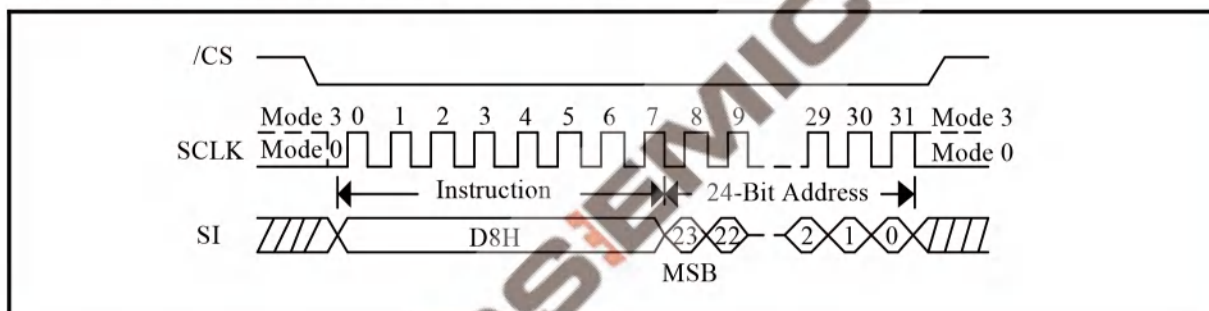 /CS
Mode 3 0 1 2 3 4 5 6 7 8 9 29 30 31 Mode 3
SCLK Mode 0 Mode 0
Instruction 24-Bit Address
SI D8H 23 22 2 1 0
MSB
SIEMIC